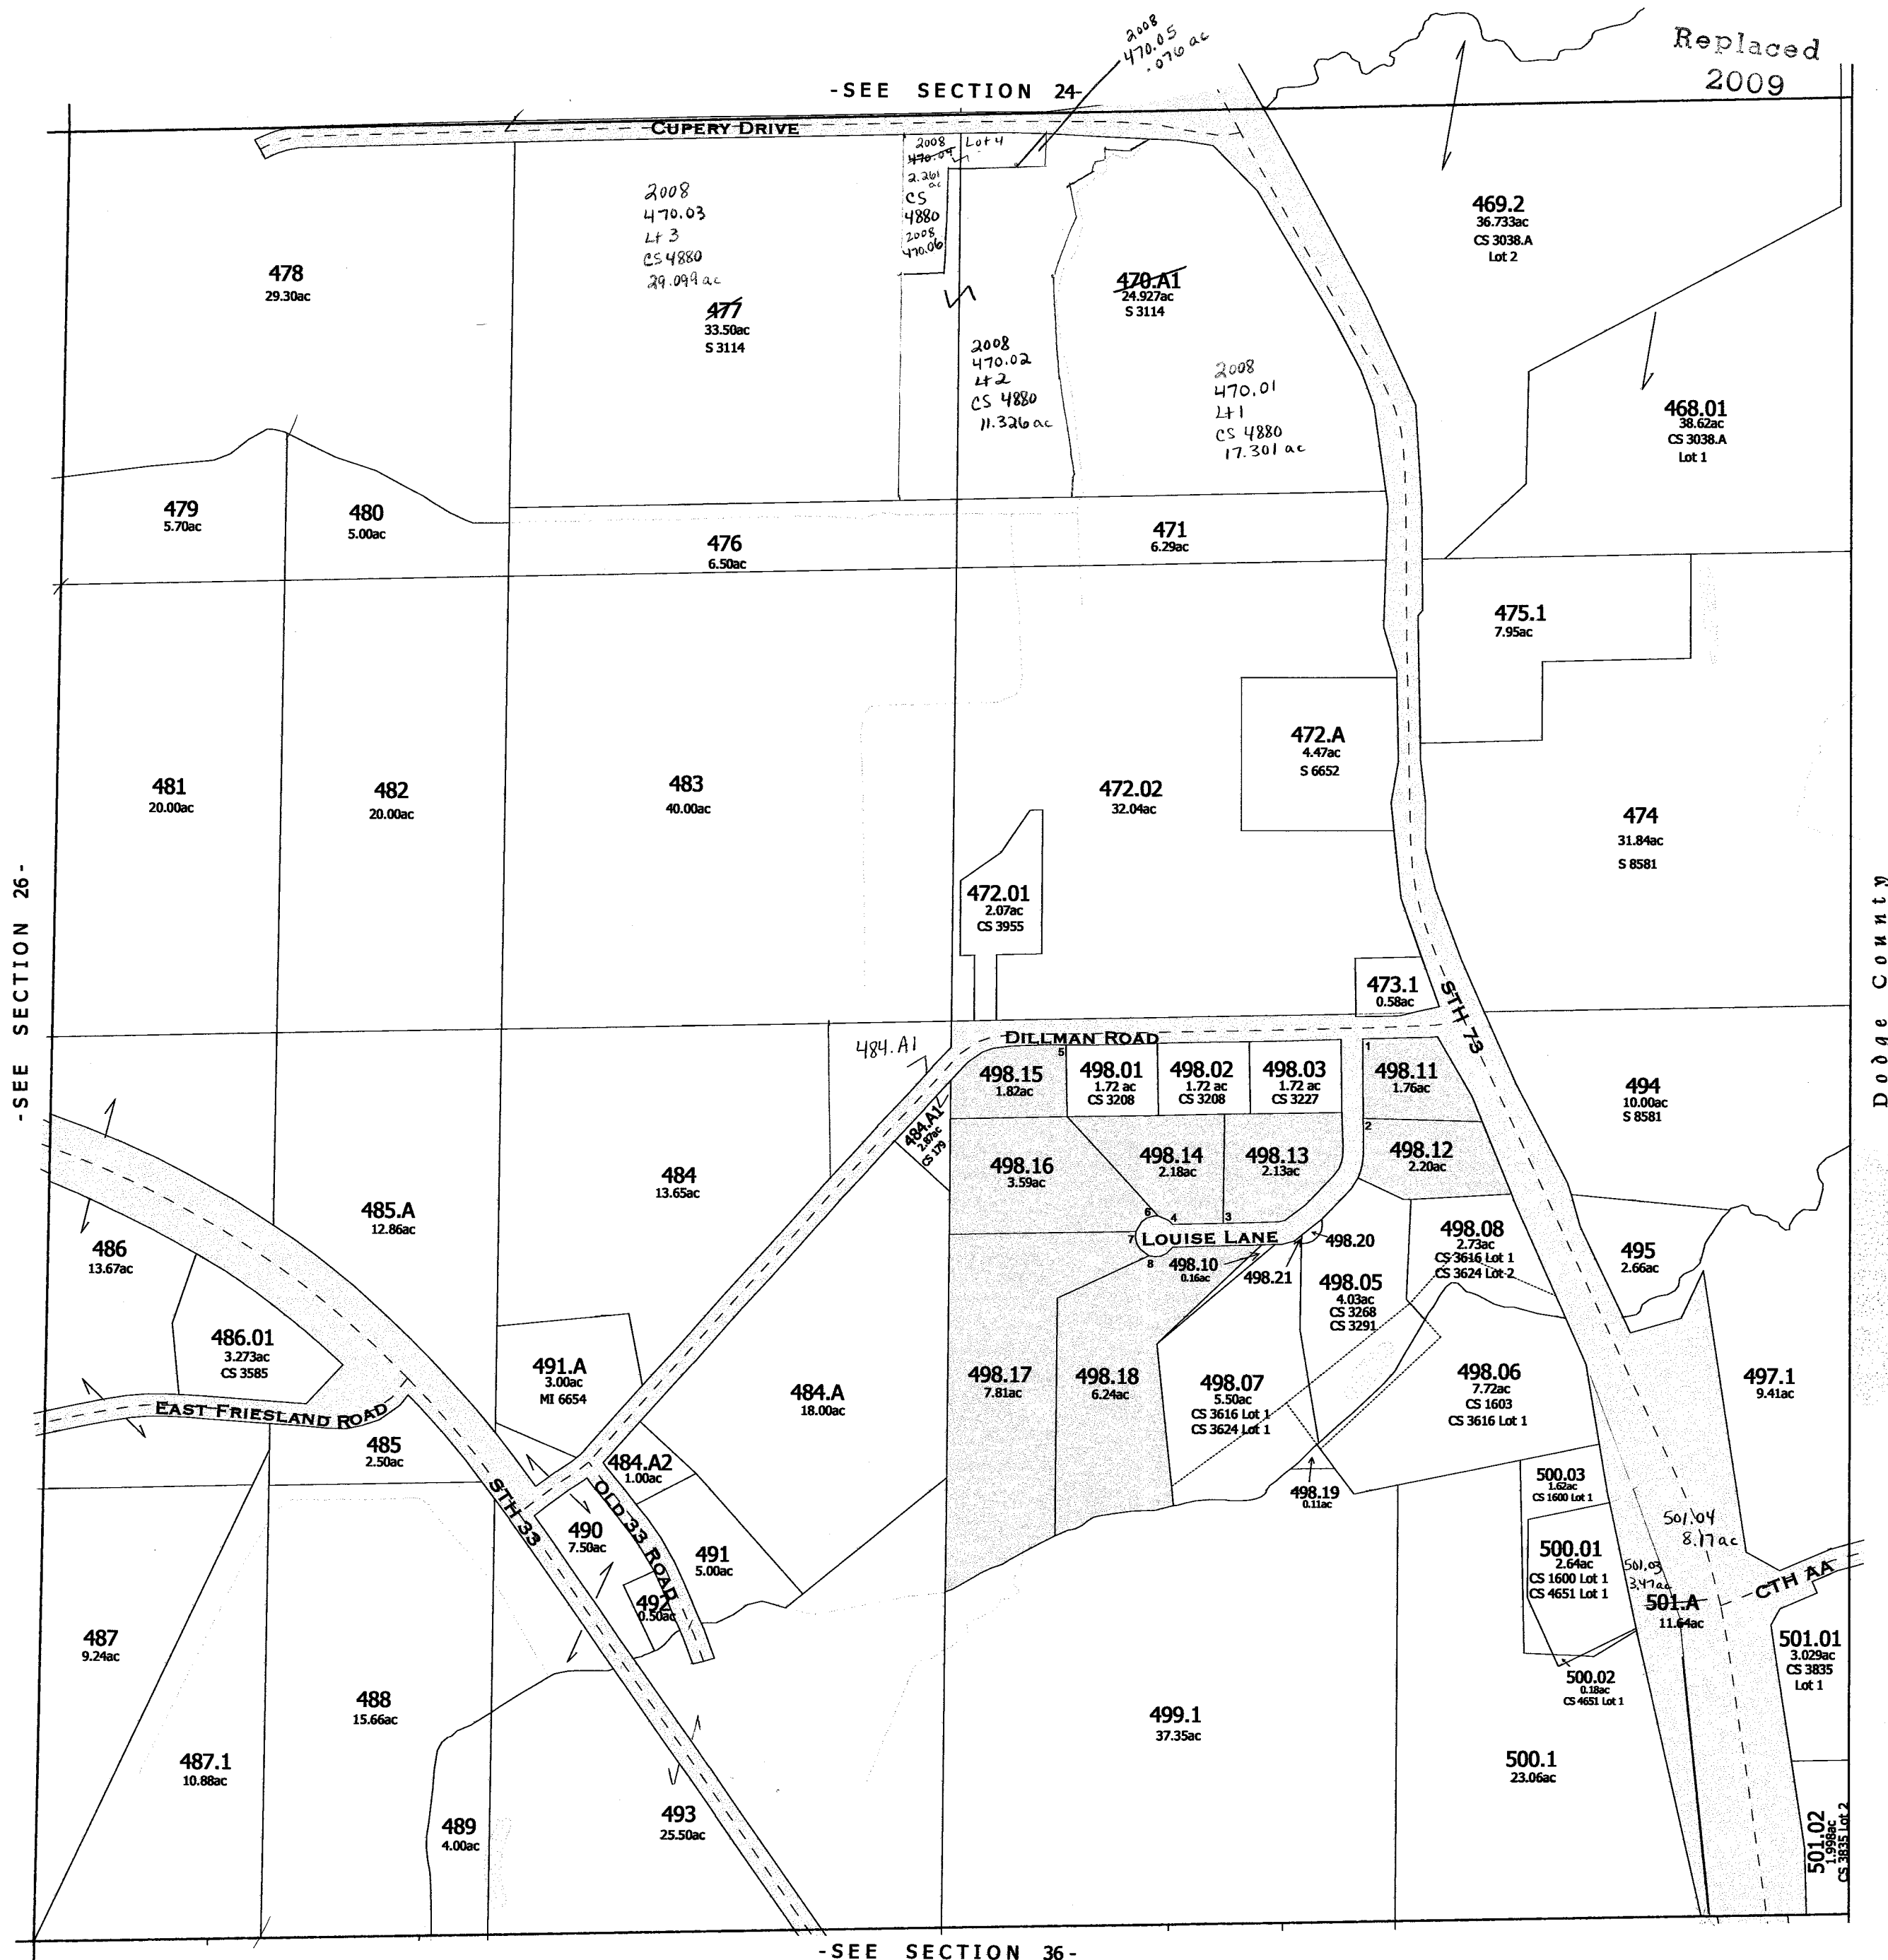 2008
470.05
.076 ac
Replaced
2009
-SEE SECTION 24-
CUPERY DRIVE
2008
470.04
2.261
ac
CS
4880
2008
470.06
Lot 4
2008
470.03
Lt 3
CS 4880
29.099 ac
477
33.50ac
S 3114
478
29.30ac
470.A1
24.927ac
S 3114
2008
470.02
Lt 2
CS 4880
11.326 ac
2008
470.01
Lt 1
CS 4880
17.301 ac
469.2
36.733ac
CS 3038.A
Lot 2
468.01
38.62ac
CS 3038.A
Lot 1
479
5.70ac
480
5.00ac
476
6.50ac
471
6.29ac
475.1
7.95ac
481
20.00ac
482
20.00ac
483
40.00ac
472.02
32.04ac
472.A
4.47ac
S 6652
474
31.84ac
S 8581
472.01
2.07ac
CS 3955
473.1
0.58ac
-SEE SECTION 26-
Dodge County
STH 73
DILLMAN ROAD
484.A1
484.A1
2.87ac
CS 179
5
498.15
1.82ac
498.01
1.72 ac
CS 3208
498.02
1.72 ac
CS 3208
498.03
1.72 ac
CS 3227
1
498.11
1.76ac
494
10.00ac
S 8581
2
498.12
2.20ac
498.16
3.59ac
498.14
2.18ac
498.13
2.13ac
484
13.65ac
485.A
12.86ac
486
13.67ac
6
4
3
7
LOUISE LANE
8
498.10
0.16ac
498.21
498.20
498.08
2.73ac
CS 3616 Lot 1
CS 3624 Lot 2
495
2.66ac
498.05
4.03ac
CS 3268
CS 3291
486.01
3.273ac
CS 3585
491.A
3.00ac
MI 6654
484.A
18.00ac
498.17
7.81ac
498.18
6.24ac
498.07
5.50ac
CS 3616 Lot 1
CS 3624 Lot 1
498.06
7.72ac
CS 1603
CS 3616 Lot 1
497.1
9.41ac
EAST FRIESLAND ROAD
485
2.50ac
484.A2
1.00ac
STH 33
OLD 33 ROAD
490
7.50ac
491
5.00ac
492
0.50ac
498.19
0.11ac
500.03
1.62ac
CS 1600 Lot 1
500.01
2.64ac
CS 1600 Lot 1
CS 4651 Lot 1
501.04
8.17ac
501.03
3.47ac
501.A
11.64ac
CTH AA
501.01
3.029ac
CS 3835
Lot 1
500.02
0.18ac
CS 4651 Lot 1
487
9.24ac
488
15.66ac
487.1
10.88ac
489
4.00ac
493
25.50ac
499.1
37.35ac
500.1
23.06ac
501.02
1.998ac
CS 3835 Lot 2
-SEE SECTION 36-